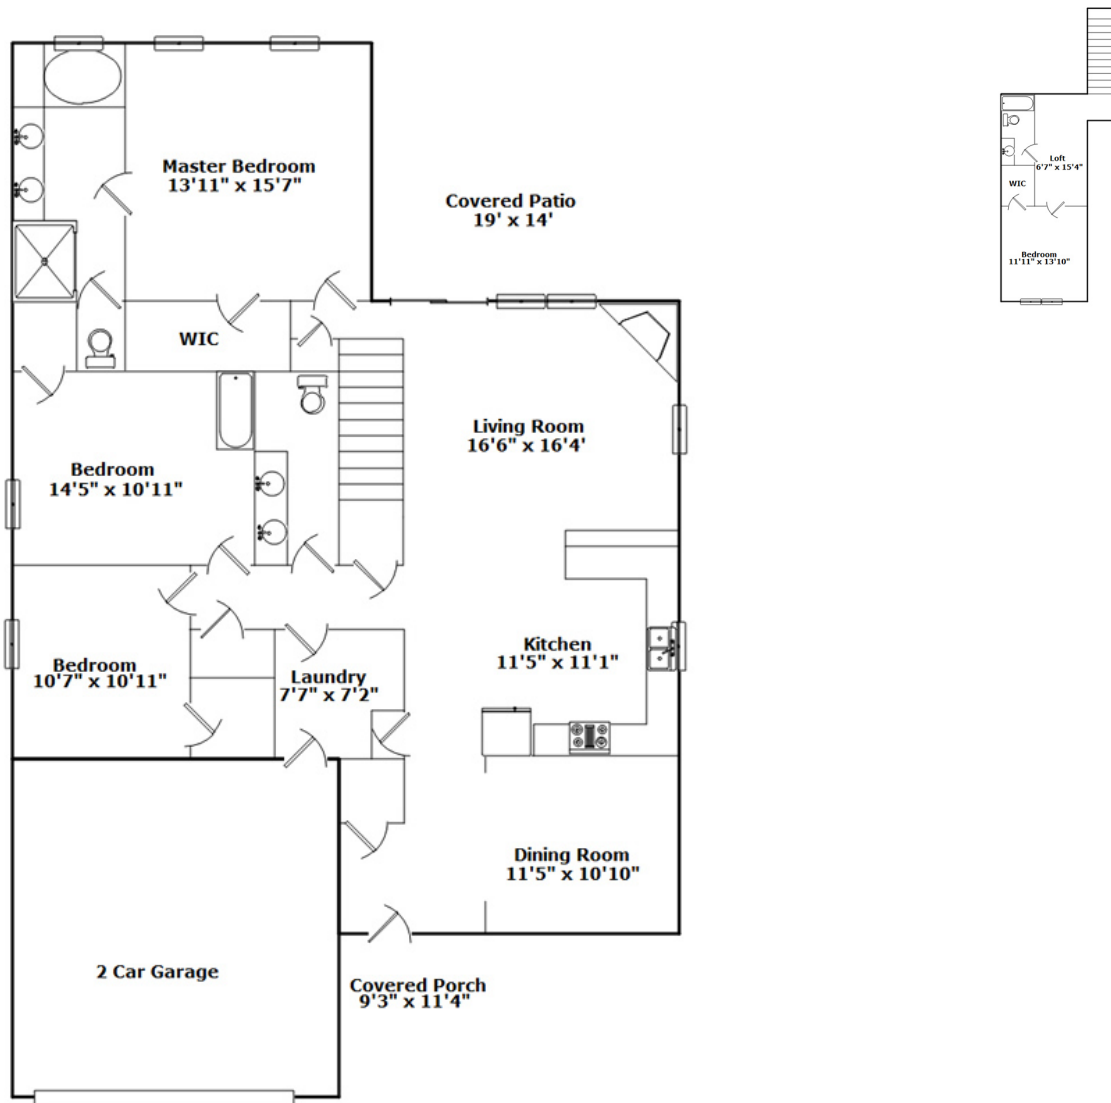 Master Bedroom
13'11" x 15'7"
Covered Patio
19' x 14'
WIC
Living Room
16'6" x 16'4'
Bedroom
14'5" x 10'11"
Kitchen
11'5" x 11'1"
Bedroom
10'7" x 10'11"
Laundry
7'7" x 7'2"
Dining Room
11'5" x 10'10"
2 Car Garage
Covered Porch
9'3" x 11'4"
Loft
6'7" x 15'4"
WIC
Bedroom
11'11" x 13'10"